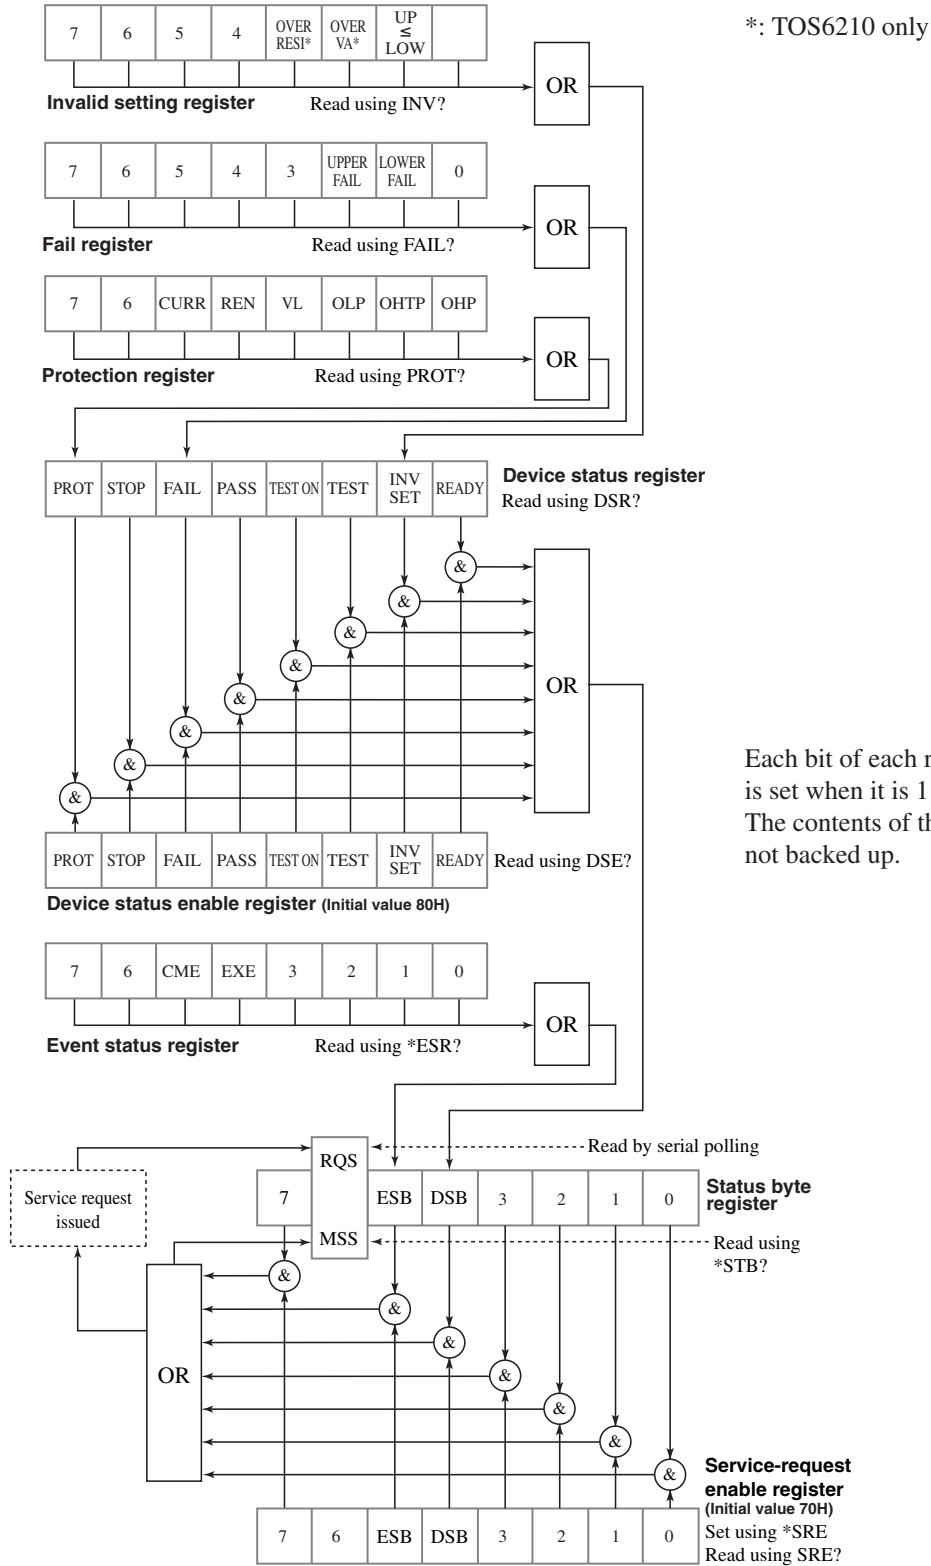 *: TOS6210 only
7 6 5 4 OVER RESI* OVER VA* UP ≤ LOW
OR
Invalid setting register
Read using INV?
7 6 5 4 3 UPPER FAIL LOWER FAIL 0
OR
Fail register
Read using FAIL?
7 6 CURR REN VL OLP OHTP OHP
OR
Protection register
Read using PROT?
PROT STOP FAIL PASS TEST ON TEST INV SET READY
Device status register
Read using DSR?
&
&
&
&
&
&
&
&
OR
Each bit of each r
is set when it is 1
The contents of th
not backed up.
PROT STOP FAIL PASS TEST ON TEST INV SET READY
Read using DSE?
Device status enable register (Initial value 80H)
7 6 CME EXE 3 2 1 0
OR
Event status register
Read using *ESR?
Read by serial polling
RQS
Service request
issued
7 ESB DSB 3 2 1 0
Status byte
register
MSS
Read using
*STB?
&
&
&
&
&
&
&
OR
Service-request
enable register
(Initial value 70H)
7 6 ESB DSB 3 2 1 0
Set using *SRE
Read using SRE?